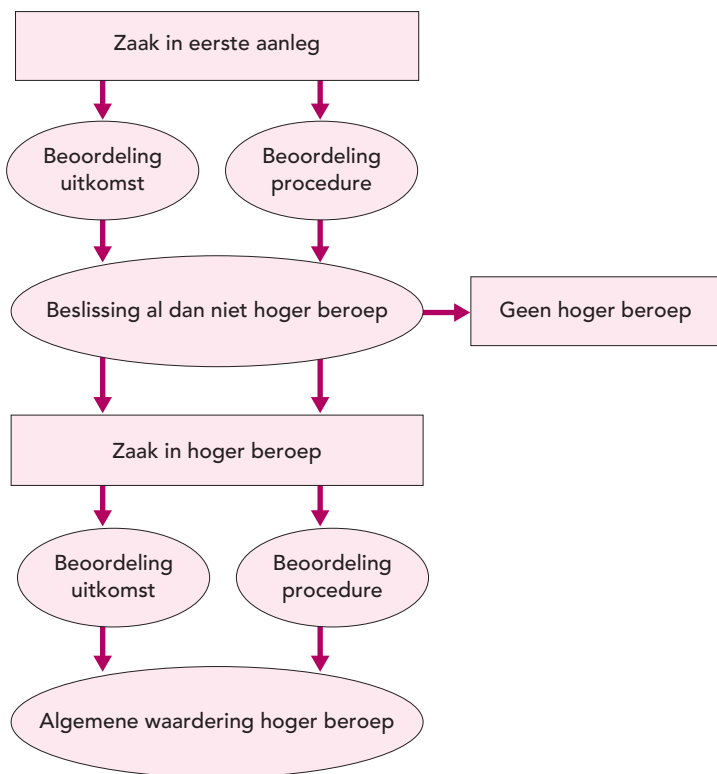 Zaak in eerste aanleg
Beoordeling
uitkomst
Beoordeling
procedure
Beslissing al dan niet hoger beroep
Geen hoger beroep
Zaak in hoger beroep
Beoordeling
uitkomst
Beoordeling
procedure
Algemene waardering hoger beroep